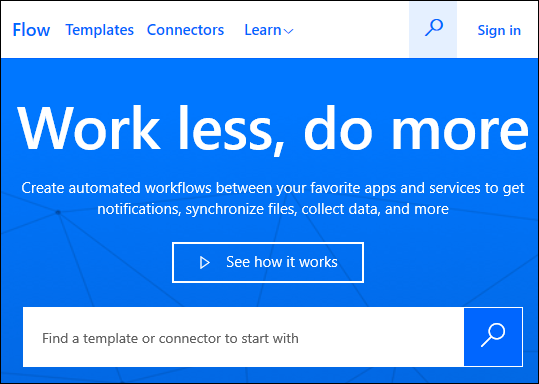 Flow Templates Connectors Learn Sign in
Work less, do more
Create automated workflows between your favorite apps and services to get
notifications, synchronize files, collect data, and more
See how it works
Find a template or connector to start with